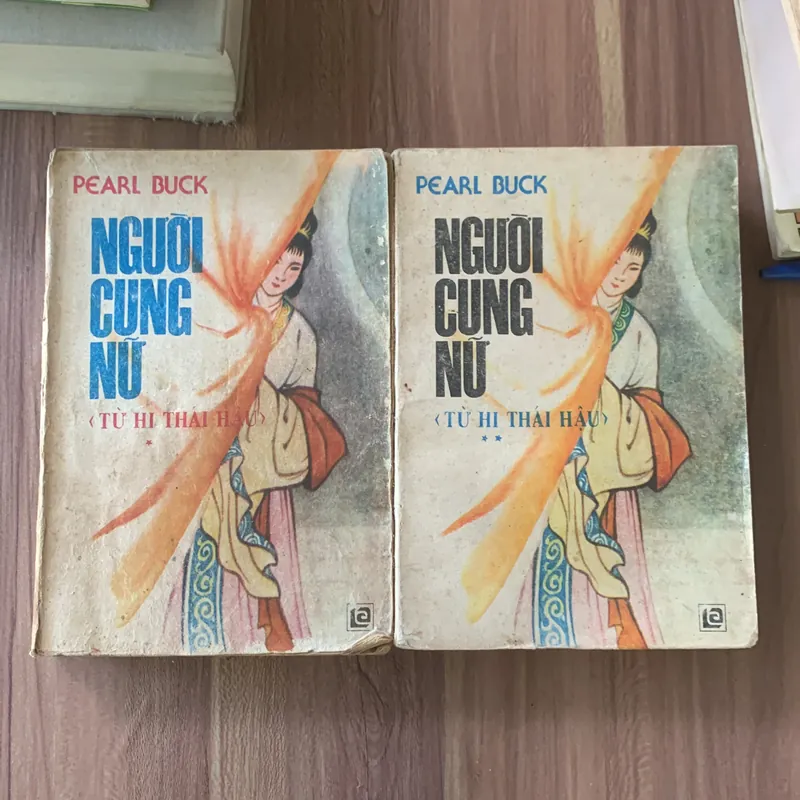 PEARL BUCK
NGƯỜI
CUNG
NỮ
<TỪ HI THÁI HẬU>
*
PEARL BUCK
NGƯỜI
CUNG
NỮ
<TỪ HI THÁI HẬU>
**